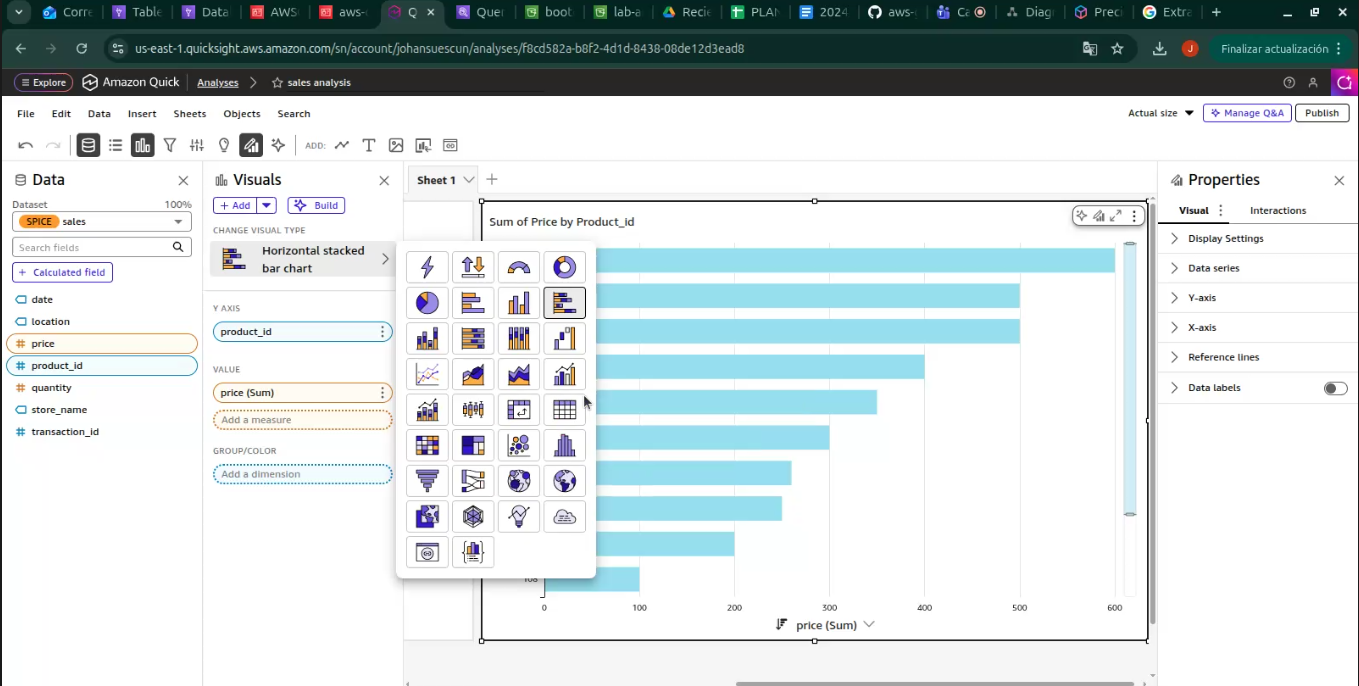 Corre
Table
Data
AWS
aws-
Q
Quer
boot
lab-a
Recie
PLAN
2024
aws-
Ca
Diag
Preci
Extra
us-east-1.quicksight.aws.amazon.com/sn/account/johansuescun/analyses/f8cd582a-b8f2-4d1d-8438-08de12d3ead8
J
Finalizar actualización
Explore
Amazon Quick
Analyses
sales analysis
File Edit Data Insert Sheets Objects Search
Actual size
Manage Q&A
Publish
ADD:
Data
Dataset 100%
SPICE sales
Search fields
+ Calculated field
date
location
price
product_id
quantity
store_name
transaction_id
Visuals
+ Add
Build
CHANGE VISUAL TYPE
Horizontal stacked
bar chart
Y AXIS
product_id
VALUE
price (Sum)
Add a measure
GROUP/COLOR
Add a dimension
Sheet 1
Sum of Price by Product_id
108
0 100 200 300 400 500 600
price (Sum)
Properties
Visual
Interactions
Display Settings
Data series
Y-axis
X-axis
Reference lines
Data labels